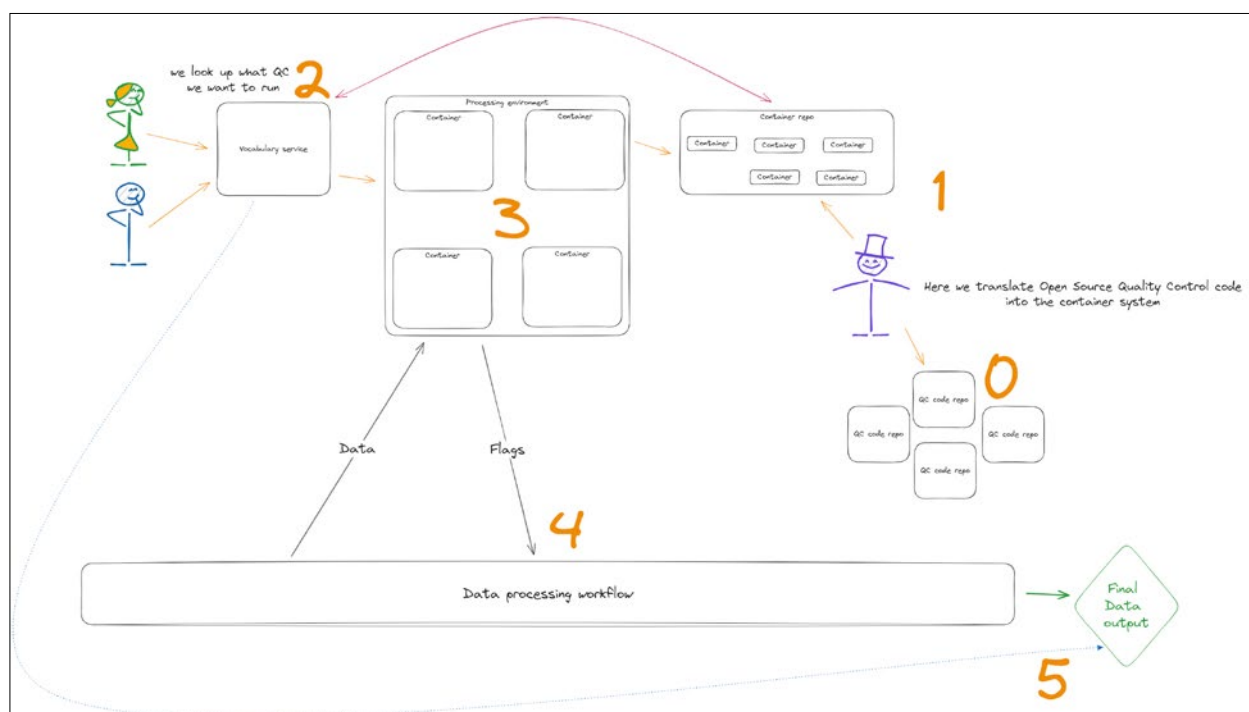 we look up what QC
we want to run
2
Vocabulary service
Processing environment
Container
Container
3
Container
Container
Container repo
Container
Container
Container
Container
Container
1
Here we translate Open Source Quality Control code
into the container system
0
QC code repo
QC code repo
QC code repo
QC code repo
Data
Flags
4
Data processing workflow
Final
Data
output
5